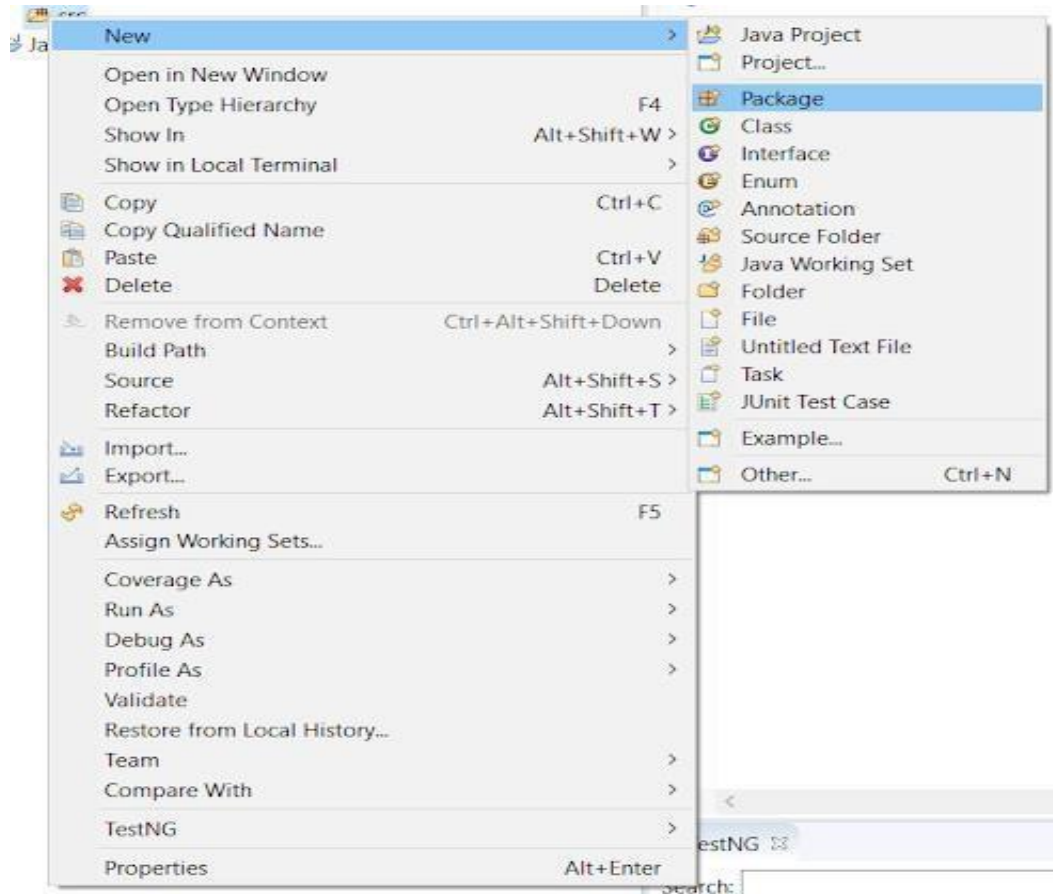 src
Ja
New >
Open in New Window
Open Type Hierarchy F4
Show In Alt+Shift+W >
Show in Local Terminal >
Copy Ctrl+C
Copy Qualified Name
Paste Ctrl+V
Delete Delete
Remove from Context Ctrl+Alt+Shift+Down
Build Path >
Source Alt+Shift+S >
Refactor Alt+Shift+T >
Import...
Export...
Refresh F5
Assign Working Sets...
Coverage As >
Run As >
Debug As >
Profile As >
Validate
Restore from Local History...
Team >
Compare With >
TestNG >
Properties Alt+Enter
Java Project
Project...
Package
Class
Interface
Enum
Annotation
Source Folder
Java Working Set
Folder
File
Untitled Text File
Task
JUnit Test Case
Example...
Other... Ctrl+N
estNG
Search: